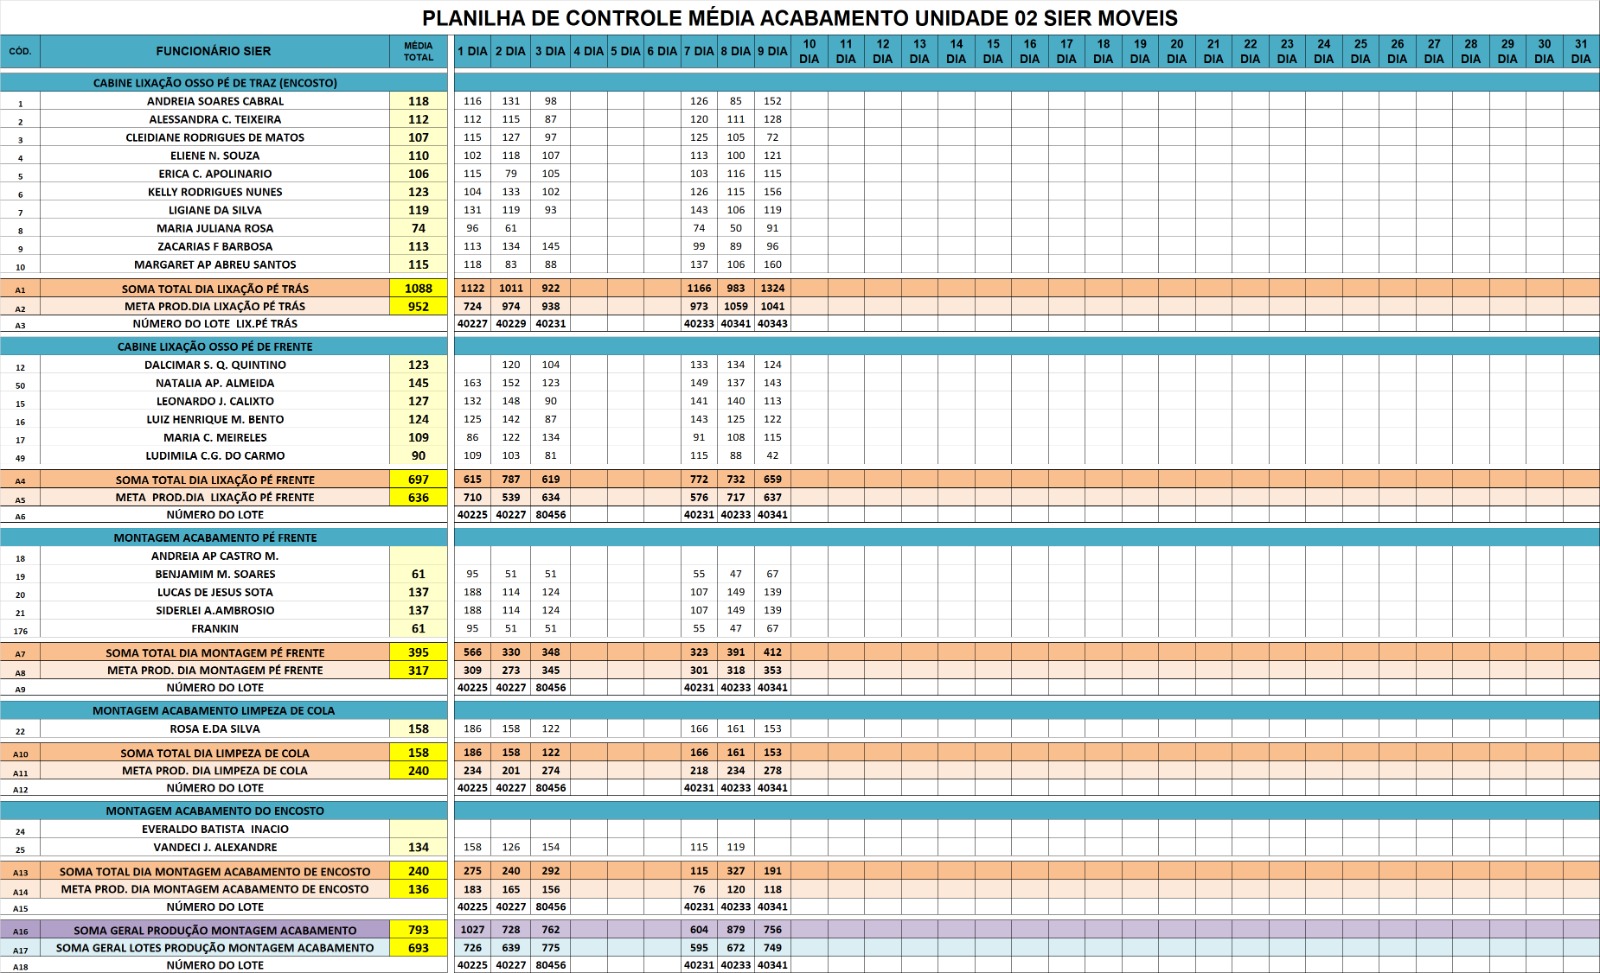 PLANILHA DE CONTROLE MÉDIA ACABAMENTO UNIDADE 02 SIER MOVEIS
CÓD. FUNCIONÁRIO SIER MÉDIA TOTAL 1 DIA 2 DIA 3 DIA 4 DIA 5 DIA 6 DIA 7 DIA 8 DIA 9 DIA 10 DIA 11 DIA 12 DIA 13 DIA 14 DIA 15 DIA 16 DIA 17 DIA 18 DIA 19 DIA 20 DIA 21 DIA 22 DIA 23 DIA 24 DIA 25 DIA 26 DIA 27 DIA 28 DIA 29 DIA 30 DIA 31 DIA
CABINE LIXAÇÃO OSSO PÉ DE TRAZ (ENCOSTO)
1 ANDREIA SOARES CABRAL 118 116 131 98 126 85 152
2 ALESSANDRA C. TEIXEIRA 112 112 115 87 120 111 128
3 CLEIDIANE RODRIGUES DE MATOS 107 115 127 97 125 105 72
4 ELIENE N. SOUZA 110 102 118 107 113 100 121
5 ERICA C. APOLINARIO 106 115 79 105 103 116 115
6 KELLY RODRIGUES NUNES 123 104 133 102 126 115 156
7 LIGIANE DA SILVA 119 131 119 93 143 106 119
8 MARIA JULIANA ROSA 74 96 61 74 50 91
9 ZACARIAS F BARBOSA 113 113 134 145 99 89 96
10 MARGARET AP ABREU SANTOS 115 118 83 88 137 106 160
A1 SOMA TOTAL DIA LIXAÇÃO PÉ TRÁS 1088 1122 1011 922 1166 983 1324
A2 META PROD.DIA LIXAÇÃO PÉ TRÁS 952 724 974 938 973 1059 1041
A3 NÚMERO DO LOTE LIX.PÉ TRÁS 40227 40229 40231 40233 40341 40343
CABINE LIXAÇÃO OSSO PÉ DE FRENTE
12 DALCIMAR S. Q. QUINTINO 123 120 104 133 134 124
50 NATALIA AP. ALMEIDA 145 163 152 123 149 137 143
15 LEONARDO J. CALIXTO 127 132 148 90 141 140 113
16 LUIZ HENRIQUE M. BENTO 124 125 142 87 143 125 122
17 MARIA C. MEIRELES 109 86 122 134 91 108 115
49 LUDIMILA C.G. DO CARMO 90 109 103 81 115 88 42
A4 SOMA TOTAL DIA LIXAÇÃO PÉ FRENTE 697 615 787 619 772 732 659
A5 META PROD.DIA LIXAÇÃO PÉ FRENTE 636 710 539 634 576 717 637
A6 NÚMERO DO LOTE 40225 40227 80456 40231 40233 40341
MONTAGEM ACABAMENTO PÉ FRENTE
18 ANDREIA AP CASTRO M.
19 BENJAMIM M. SOARES 61 95 51 51 55 47 67
20 LUCAS DE JESUS SOTA 137 188 114 124 107 149 139
21 SIDERLEI A.AMBROSIO 137 188 114 124 107 149 139
176 FRANKIN 61 95 51 51 55 47 67
A7 SOMA TOTAL DIA MONTAGEM PÉ FRENTE 395 566 330 348 323 391 412
A8 META PROD. DIA MONTAGEM PÉ FRENTE 317 309 273 345 301 318 353
A9 NÚMERO DO LOTE 40225 40227 80456 40231 40233 40341
MONTAGEM ACABAMENTO LIMPEZA DE COLA
22 ROSA E.DA SILVA 158 186 158 122 166 161 153
A10 SOMA TOTAL DIA LIMPEZA DE COLA 158 186 158 122 166 161 153
A11 META PROD. DIA LIMPEZA DE COLA 240 234 201 274 218 234 278
A12 NÚMERO DO LOTE 40225 40227 80456 40231 40233 40341
MONTAGEM ACABAMENTO DO ENCOSTO
24 EVERALDO BATISTA INACIO
25 VANDECI J. ALEXANDRE 134 158 126 154 115 119
A13 SOMA TOTAL DIA MONTAGEM ACABAMENTO DE ENCOSTO 240 275 240 292 115 327 191
A14 META PROD. DIA MONTAGEM ACABAMENTO DE ENCOSTO 136 183 165 156 76 120 118
A15 NÚMERO DO LOTE 40225 40227 80456 40231 40233 40341
A16 SOMA GERAL PRODUÇÃO MONTAGEM ACABAMENTO 793 1027 728 762 604 879 756
A17 SOMA GERAL LOTES PRODUÇÃO MONTAGEM ACABAMENTO 693 726 639 775 595 672 749
A18 NÚMERO DO LOTE 40225 40227 80456 40231 40233 40341